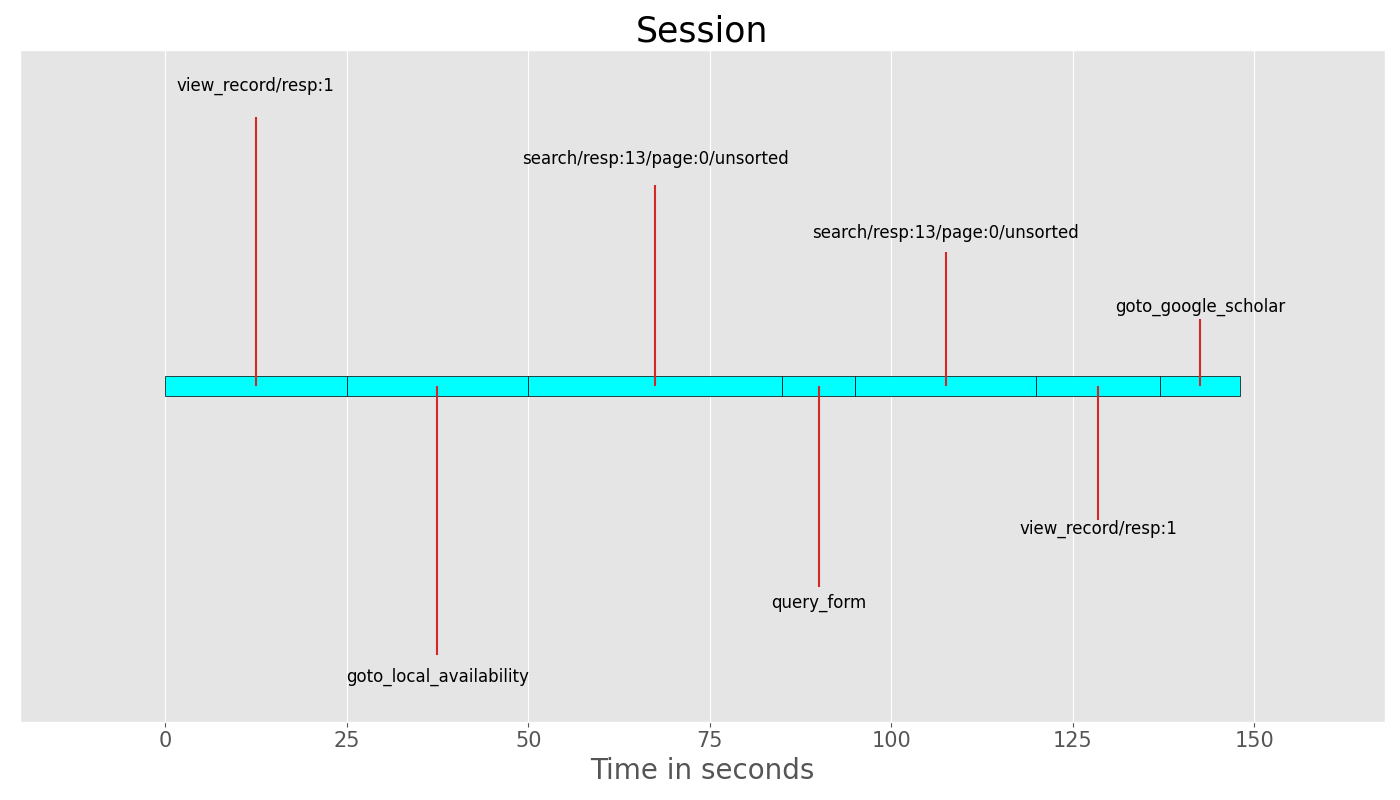 Session
view_record/resp:1
search/resp:13/page:0/unsorted
search/resp:13/page:0/unsorted
goto_google_scholar
view_record/resp:1
query_form
goto_local_availability
0 25 50 75 100 125 150
Time in seconds